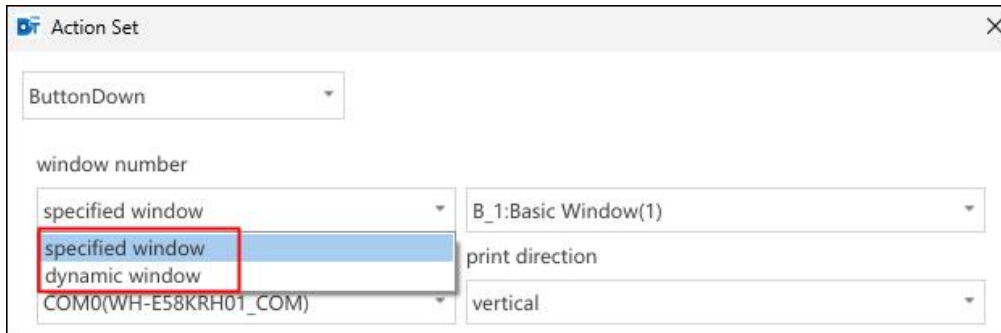 DT Action Set
ButtonDown
window number
specified window B_1:Basic Window(1)
specified window
dynamic window
print direction
COM0(WH-E58KRH01_COM) vertical